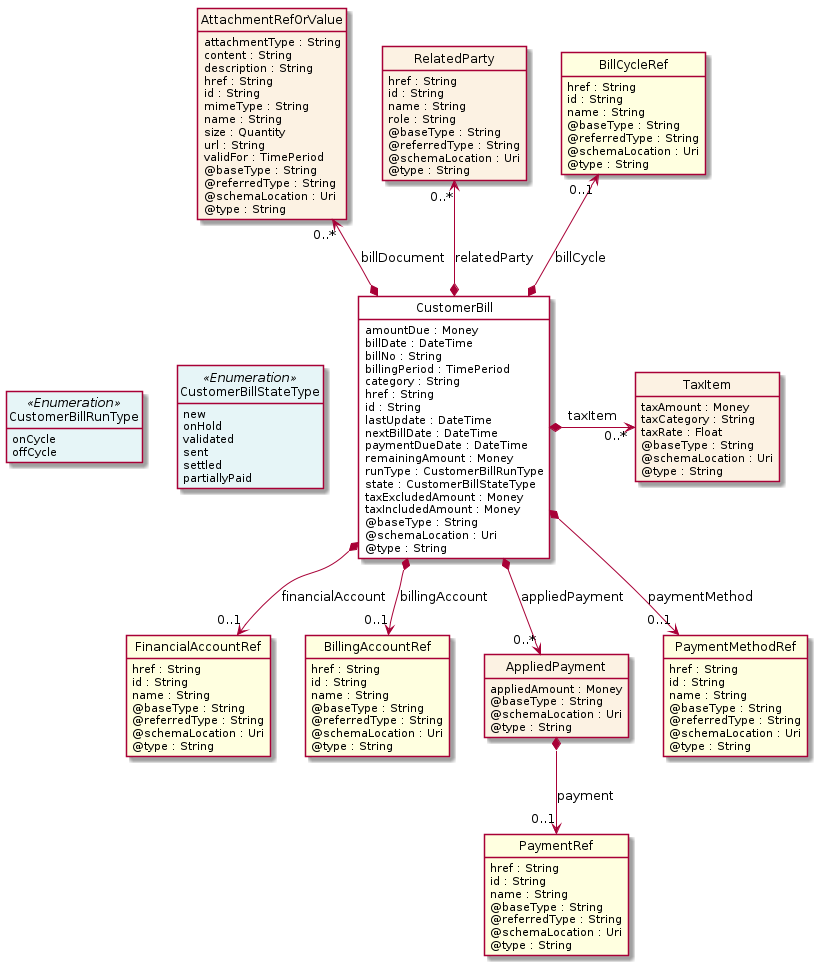 AttachmentRefOrValue
attachmentType : String
content : String
description : String
href : String
id : String
mimeType : String
name : String
size : Quantity
url : String
validFor : TimePeriod
@baseType : String
@referredType : String
@schemaLocation : Uri
@type : String
RelatedParty
href : String
id : String
name : String
role : String
@baseType : String
@referredType : String
@schemaLocation : Uri
@type : String
BillCycleRef
href : String
id : String
name : String
@baseType : String
@referredType : String
@schemaLocation : Uri
@type : String
0..*
0..*
0..1
billDocument
relatedParty
billCycle
«Enumeration»
CustomerBillRunType
onCycle
offCycle
«Enumeration»
CustomerBillStateType
new
onHold
validated
sent
settled
partiallyPaid
CustomerBill
amountDue : Money
billDate : DateTime
billNo : String
billingPeriod : TimePeriod
category : String
href : String
id : String
lastUpdate : DateTime
nextBillDate : DateTime
paymentDueDate : DateTime
remainingAmount : Money
runType : CustomerBillRunType
state : CustomerBillStateType
taxExcludedAmount : Money
taxIncludedAmount : Money
@baseType : String
@schemaLocation : Uri
@type : String
taxItem
0..*
TaxItem
taxAmount : Money
taxCategory : String
taxRate : Float
@baseType : String
@schemaLocation : Uri
@type : String
financialAccount
billingAccount
appliedPayment
paymentMethod
0..1
0..1
0..*
0..1
FinancialAccountRef
href : String
id : String
name : String
@baseType : String
@referredType : String
@schemaLocation : Uri
@type : String
BillingAccountRef
href : String
id : String
name : String
@baseType : String
@referredType : String
@schemaLocation : Uri
@type : String
AppliedPayment
appliedAmount : Money
@baseType : String
@schemaLocation : Uri
@type : String
PaymentMethodRef
href : String
id : String
name : String
@baseType : String
@referredType : String
@schemaLocation : Uri
@type : String
payment
0..1
PaymentRef
href : String
id : String
name : String
@baseType : String
@referredType : String
@schemaLocation : Uri
@type : String